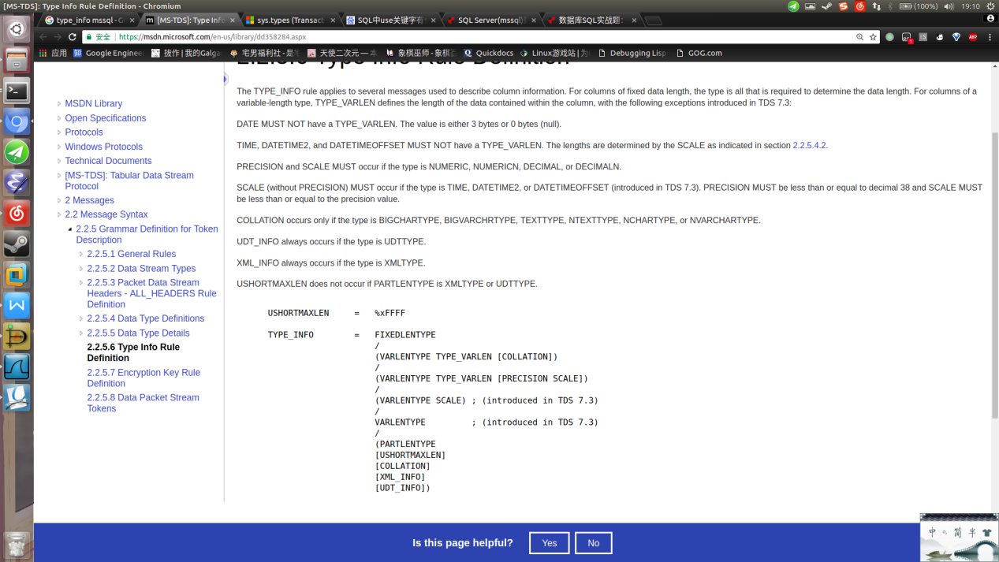 [MS-TDS]: Type Info Rule Definition - Chromium
(100%)
19:10
type_info mssql - G
[MS-TDS]: Type Info
sys.types (Transact
SQL中use关键字有
SQL Server(mssql)
数据库SQL实战题:
安全
https://msdn.microsoft.com/en-us/library/dd358284.aspx
应用
Google Enginee
拔作 | 我的Galga
宅男福利社 - 是宅
天使二次元 — 本
象棋巫师 - 象棋百
Quickdocs
Linux游戏站 | 为
Debugging Lisp
GOG.com
Type Info Rule Definition
MSDN Library
Open Specifications
Protocols
Windows Protocols
Technical Documents
[MS-TDS]: Tabular Data Stream
Protocol
2 Messages
2.2 Message Syntax
2.2.5 Grammar Definition for Token
Description
2.2.5.1 General Rules
2.2.5.2 Data Stream Types
2.2.5.3 Packet Data Stream
Headers - ALL_HEADERS Rule
Definition
2.2.5.4 Data Type Definitions
2.2.5.5 Data Type Details
2.2.5.6 Type Info Rule
Definition
2.2.5.7 Encryption Key Rule
Definition
2.2.5.8 Data Packet Stream
Tokens
The TYPE_INFO rule applies to several messages used to describe column information. For columns of fixed data length, the type is all that is required to determine the data length. For columns of a
variable-length type, TYPE_VARLEN defines the length of the data contained within the column, with the following exceptions introduced in TDS 7.3:
DATE MUST NOT have a TYPE_VARLEN. The value is either 3 bytes or 0 bytes (null).
TIME, DATETIME2, and DATETIMEOFFSET MUST NOT have a TYPE_VARLEN. The lengths are determined by the SCALE as indicated in section 2.2.5.4.2.
PRECISION and SCALE MUST occur if the type is NUMERIC, NUMERICN, DECIMAL, or DECIMALN.
SCALE (without PRECISION) MUST occur if the type is TIME, DATETIME2, or DATETIMEOFFSET (introduced in TDS 7.3). PRECISION MUST be less than or equal to decimal 38 and SCALE MUST
be less than or equal to the precision value.
COLLATION occurs only if the type is BIGCHARTYPE, BIGVARCHRTYPE, TEXTTYPE, NTEXTTYPE, NCHARTYPE, or NVARCHARTYPE.
UDT_INFO always occurs if the type is UDTTYPE.
XML_INFO always occurs if the type is XMLTYPE.
USHORTMAXLEN does not occur if PARTLENTYPE is XMLTYPE or UDTTYPE.
USHORTMAXLEN = %xFFFF
TYPE_INFO = FIXEDLENTYPE
/
(VARLENTYPE TYPE_VARLEN [COLLATION])
/
(VARLENTYPE TYPE_VARLEN [PRECISION SCALE])
/
(VARLENTYPE SCALE) ; (introduced in TDS 7.3)
/
VARLENTYPE ; (introduced in TDS 7.3)
/
(PARTLENTYPE
[USHORTMAXLEN]
[COLLATION]
[XML_INFO]
[UDT_INFO])
Is this page helpful?
Yes
No
中 简 半